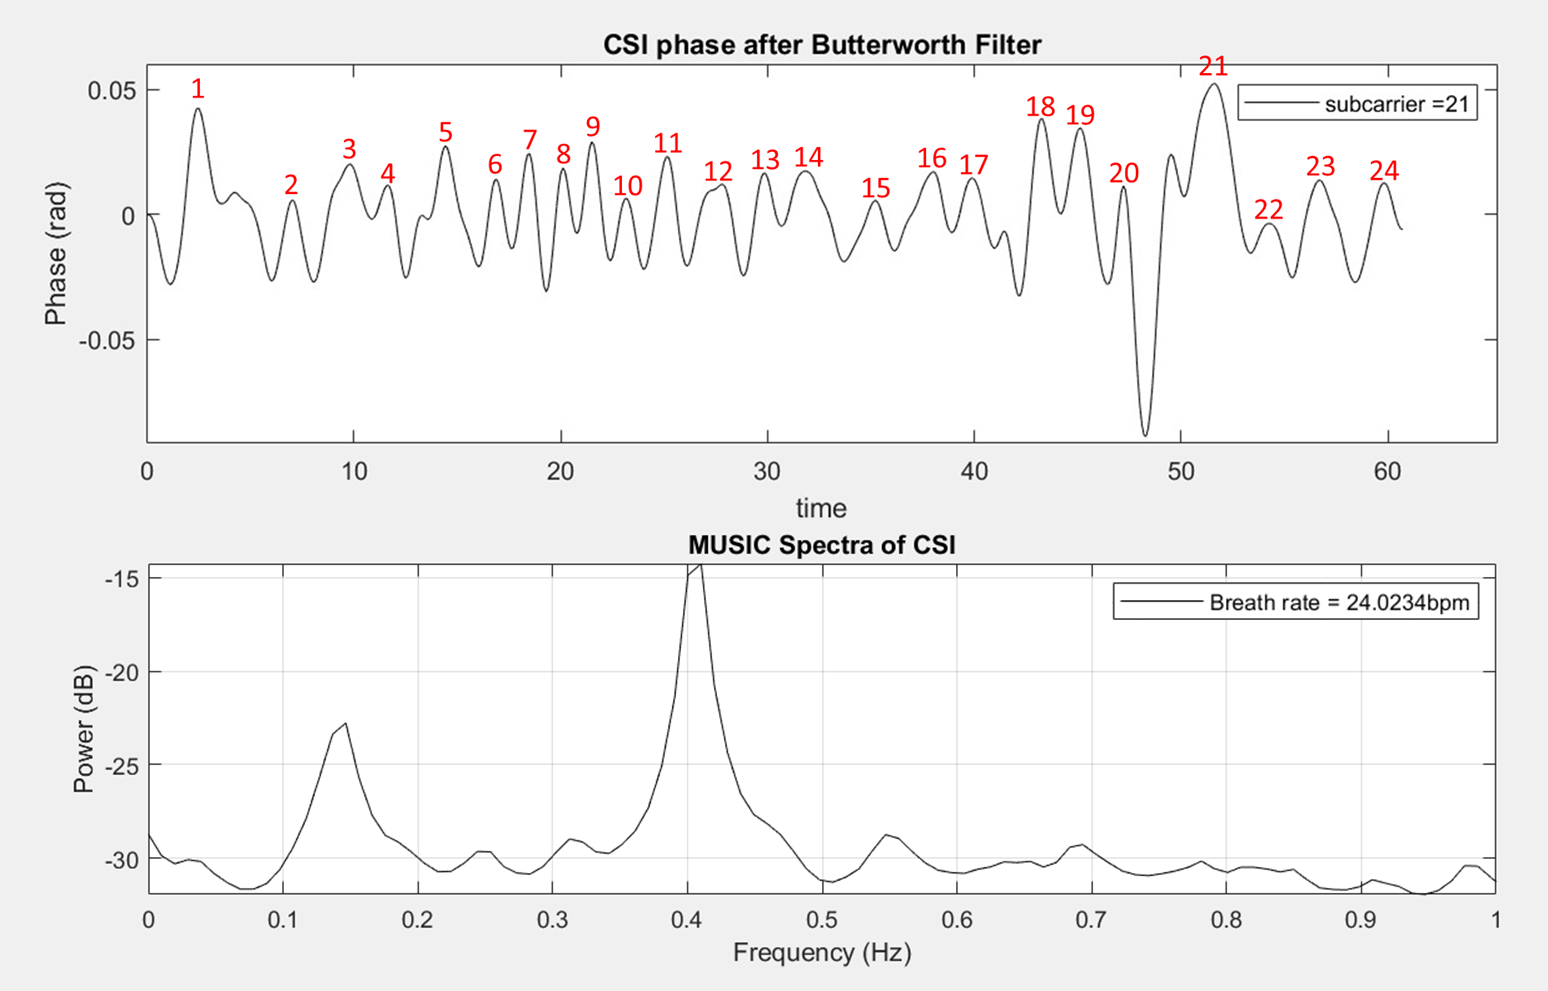 CSI phase after Butterworth Filter
0.05
0
-0.05
Phase (rad)
1 2 3 4 5 6 7 8 9 10 11 12 13 14 15 16 17 18 19 20 21 22 23 24
subcarrier =21
0 10 20 30 40 50 60
time
MUSIC Spectra of CSI
-15
-20
-25
-30
Power (dB)
Breath rate = 24.0234bpm
0 0.1 0.2 0.3 0.4 0.5 0.6 0.7 0.8 0.9 1
Frequency (Hz)